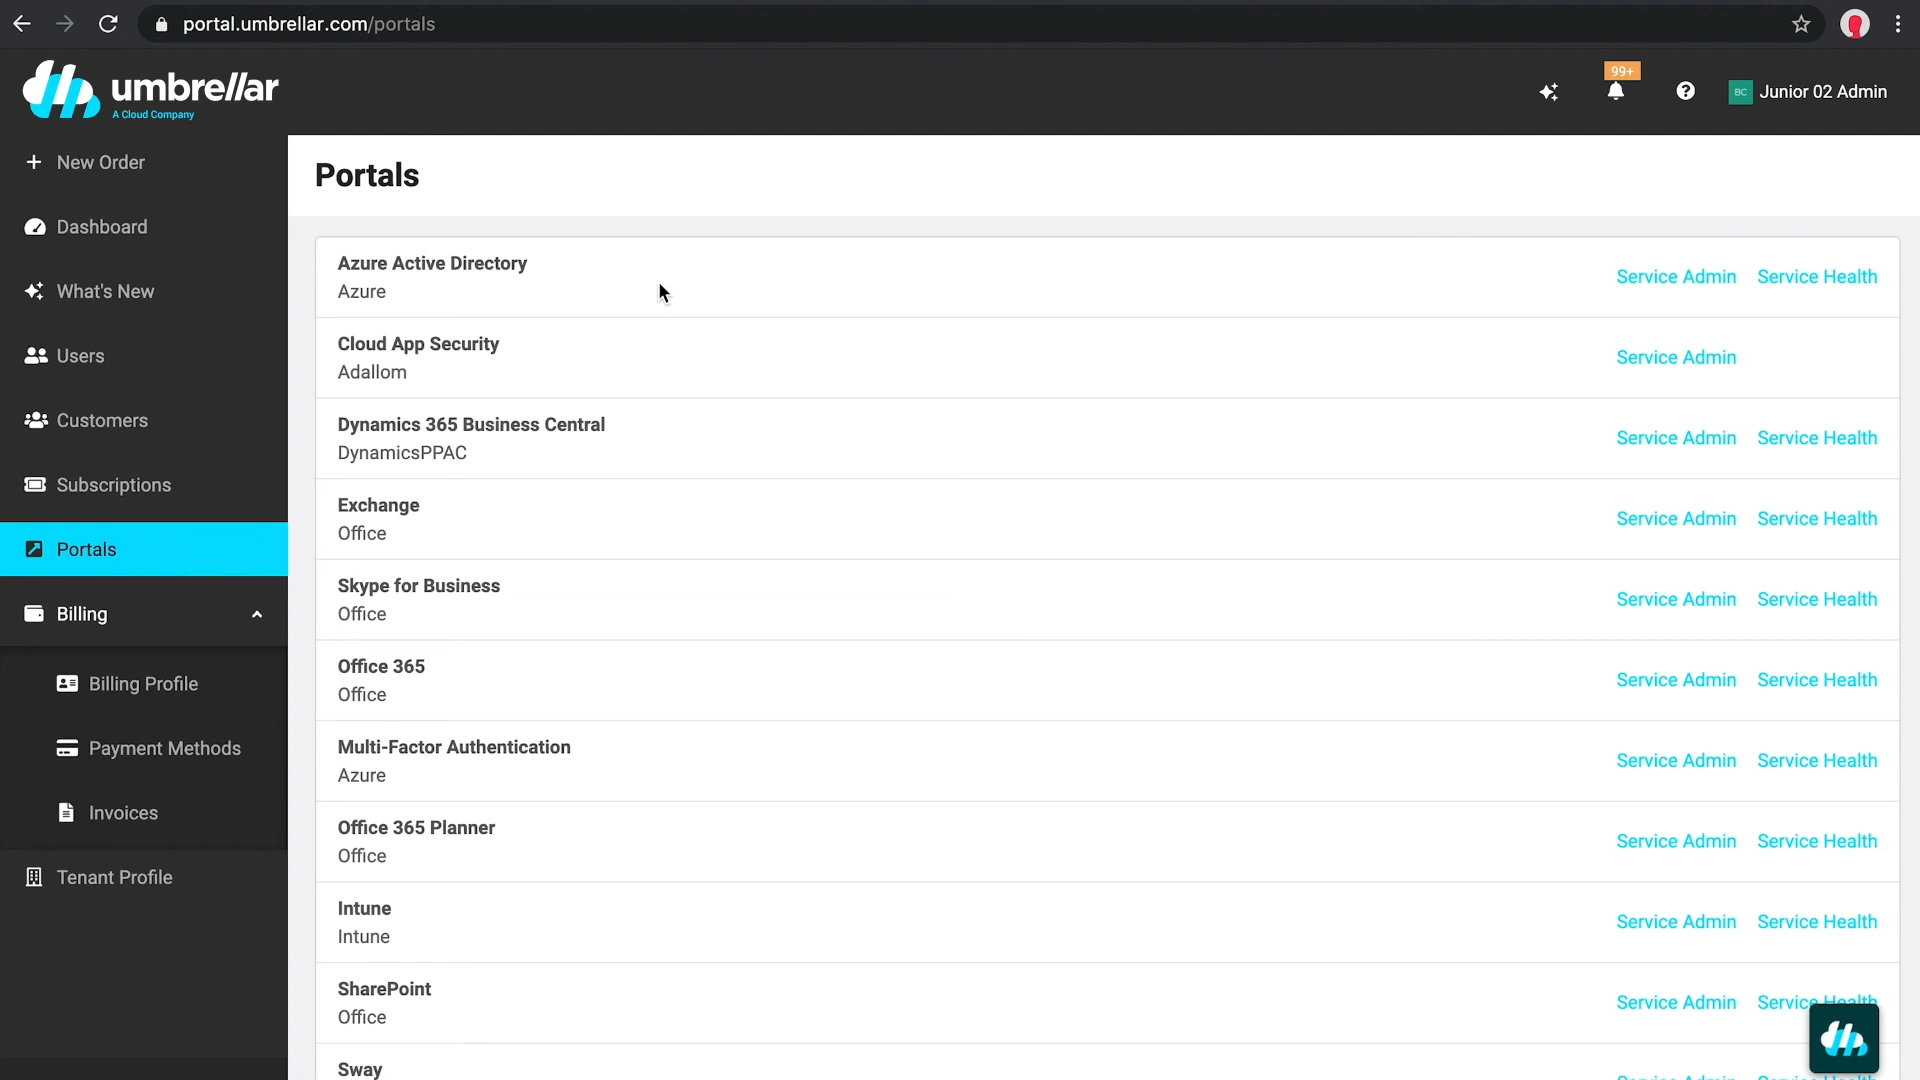 portal.umbrellar.com/portals
umbrellar
A Cloud Company
99+
BC
Junior 02 Admin
New Order
Dashboard
What's New
Users
Customers
Subscriptions
Portals
Billing
Billing Profile
Payment Methods
Invoices
Tenant Profile
Portals
Azure Active Directory
Azure
Service Admin Service Health
Cloud App Security
Adallom
Service Admin
Dynamics 365 Business Central
DynamicsPPAC
Service Admin Service Health
Exchange
Office
Service Admin Service Health
Skype for Business
Office
Service Admin Service Health
Office 365
Office
Service Admin Service Health
Multi-Factor Authentication
Azure
Service Admin Service Health
Office 365 Planner
Office
Service Admin Service Health
Intune
Intune
Service Admin Service Health
SharePoint
Office
Service Admin Service Health
Sway